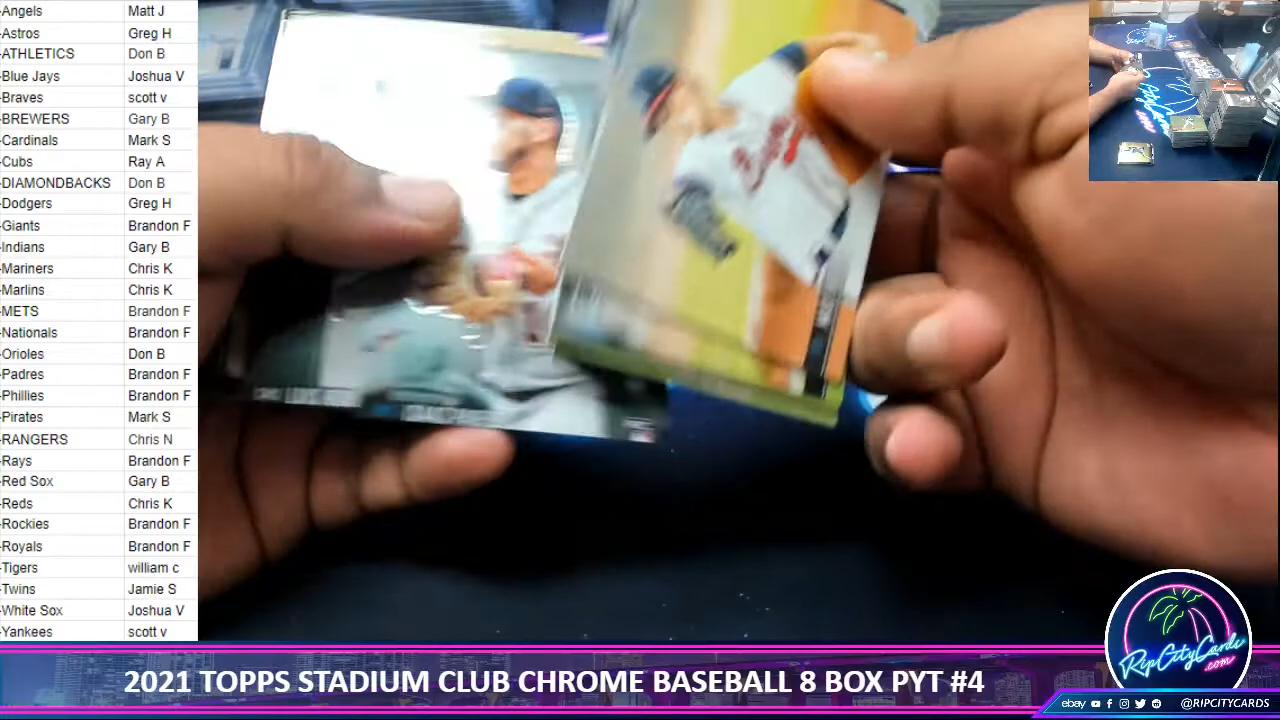 -Angels Matt J
-Astros Greg H
-ATHLETICS Don B
-Blue Jays Joshua V
-Braves scott v
-BREWERS Gary B
-Cardinals Mark S
-Cubs Ray A
-DIAMONDBACKS Don B
-Dodgers Greg H
-Giants Brandon F
-Indians Gary B
-Mariners Chris K
-Marlins Chris K
-METS Brandon F
-Nationals Brandon F
-Orioles Don B
-Padres Brandon F
-Phillies Brandon F
-Pirates Mark S
-RANGERS Chris N
-Rays Brandon F
-Red Sox Gary B
-Reds Chris K
-Rockies Brandon F
-Royals Brandon F
-Tigers william c
-Twins Jamie S
-White Sox Joshua V
-Yankees scott v
2021 TOPPS STADIUM CLUB CHROME BASEBALL 8 BOX PYT #4
RipCityCards
.com
ebay @RIPCITYCARDS